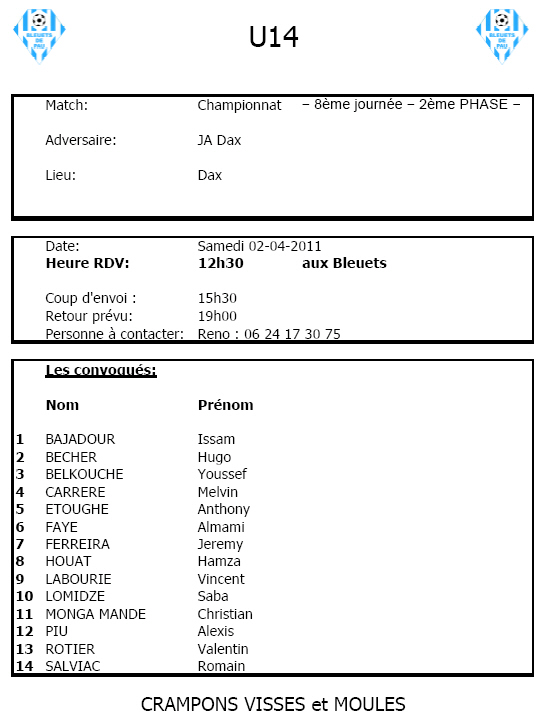 BLEUETS
DE
PAU
U14
BLEUETS
DE
PAU
Match: Championnat – 8ème journée – 2ème PHASE –
Adversaire: JA Dax
Lieu: Dax
Date: Samedi 02-04-2011
Heure RDV: 12h30 aux Bleuets
Coup d'envoi : 15h30
Retour prévu: 19h00
Personne à contacter: Reno : 06 24 17 30 75
Les convoqués:
Nom Prénom
1 BAJADOUR Issam
2 BECHER Hugo
3 BELKOUCHE Youssef
4 CARRERE Melvin
5 ETOUGHE Anthony
6 FAYE Almami
7 FERREIRA Jeremy
8 HOUAT Hamza
9 LABOURIE Vincent
10 LOMIDZE Saba
11 MONGA MANDE Christian
12 PIU Alexis
13 ROTIER Valentin
14 SALVIAC Romain
CRAMPONS VISSES et MOULES